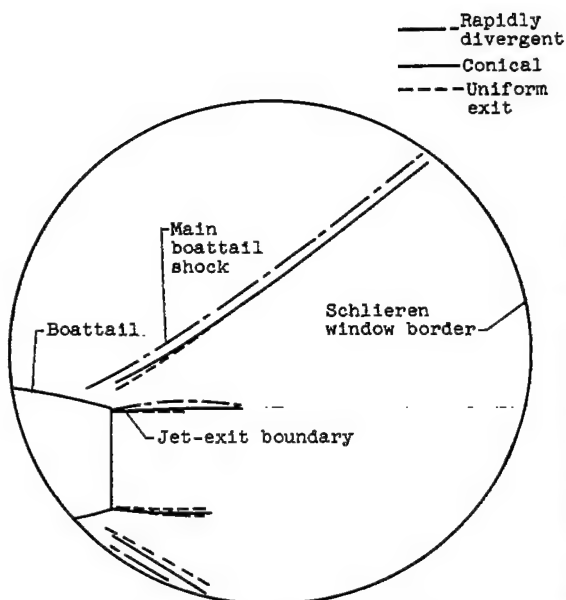 Rapidly
divergent
Conical
Uniform
exit
Main
boattail
shock
Schlieren
window border
Boattail.
Jet-exit boundary